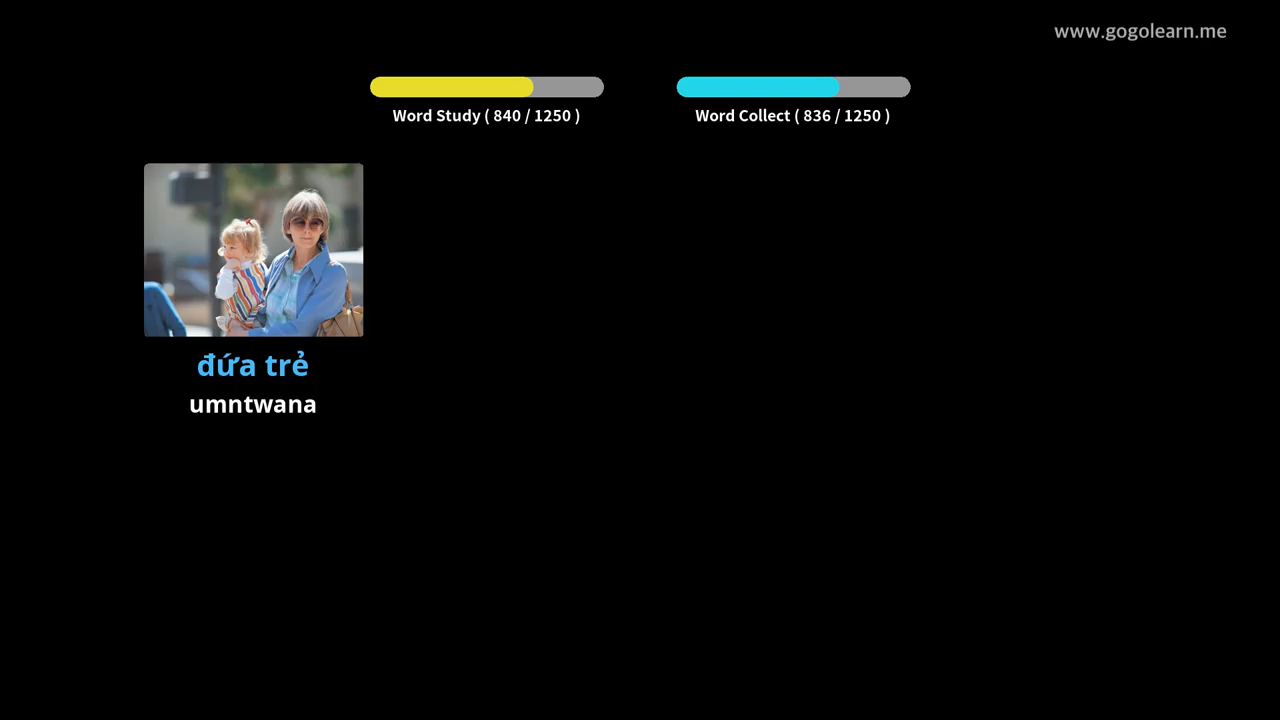 www.gogolearn.me
Word Study ( 840 / 1250 )
Word Collect ( 836 / 1250 )
đứa trẻ
umntwana